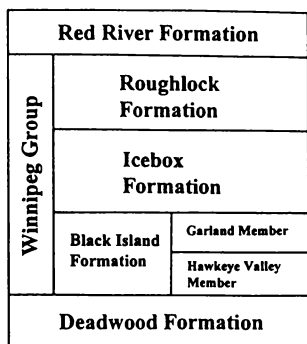 Red River Formation
Winnipeg Group
Roughlock
Formation
Icebox
Formation
Black Island
Formation
Garland Member
Hawkeye Valley
Member
Deadwood Formation